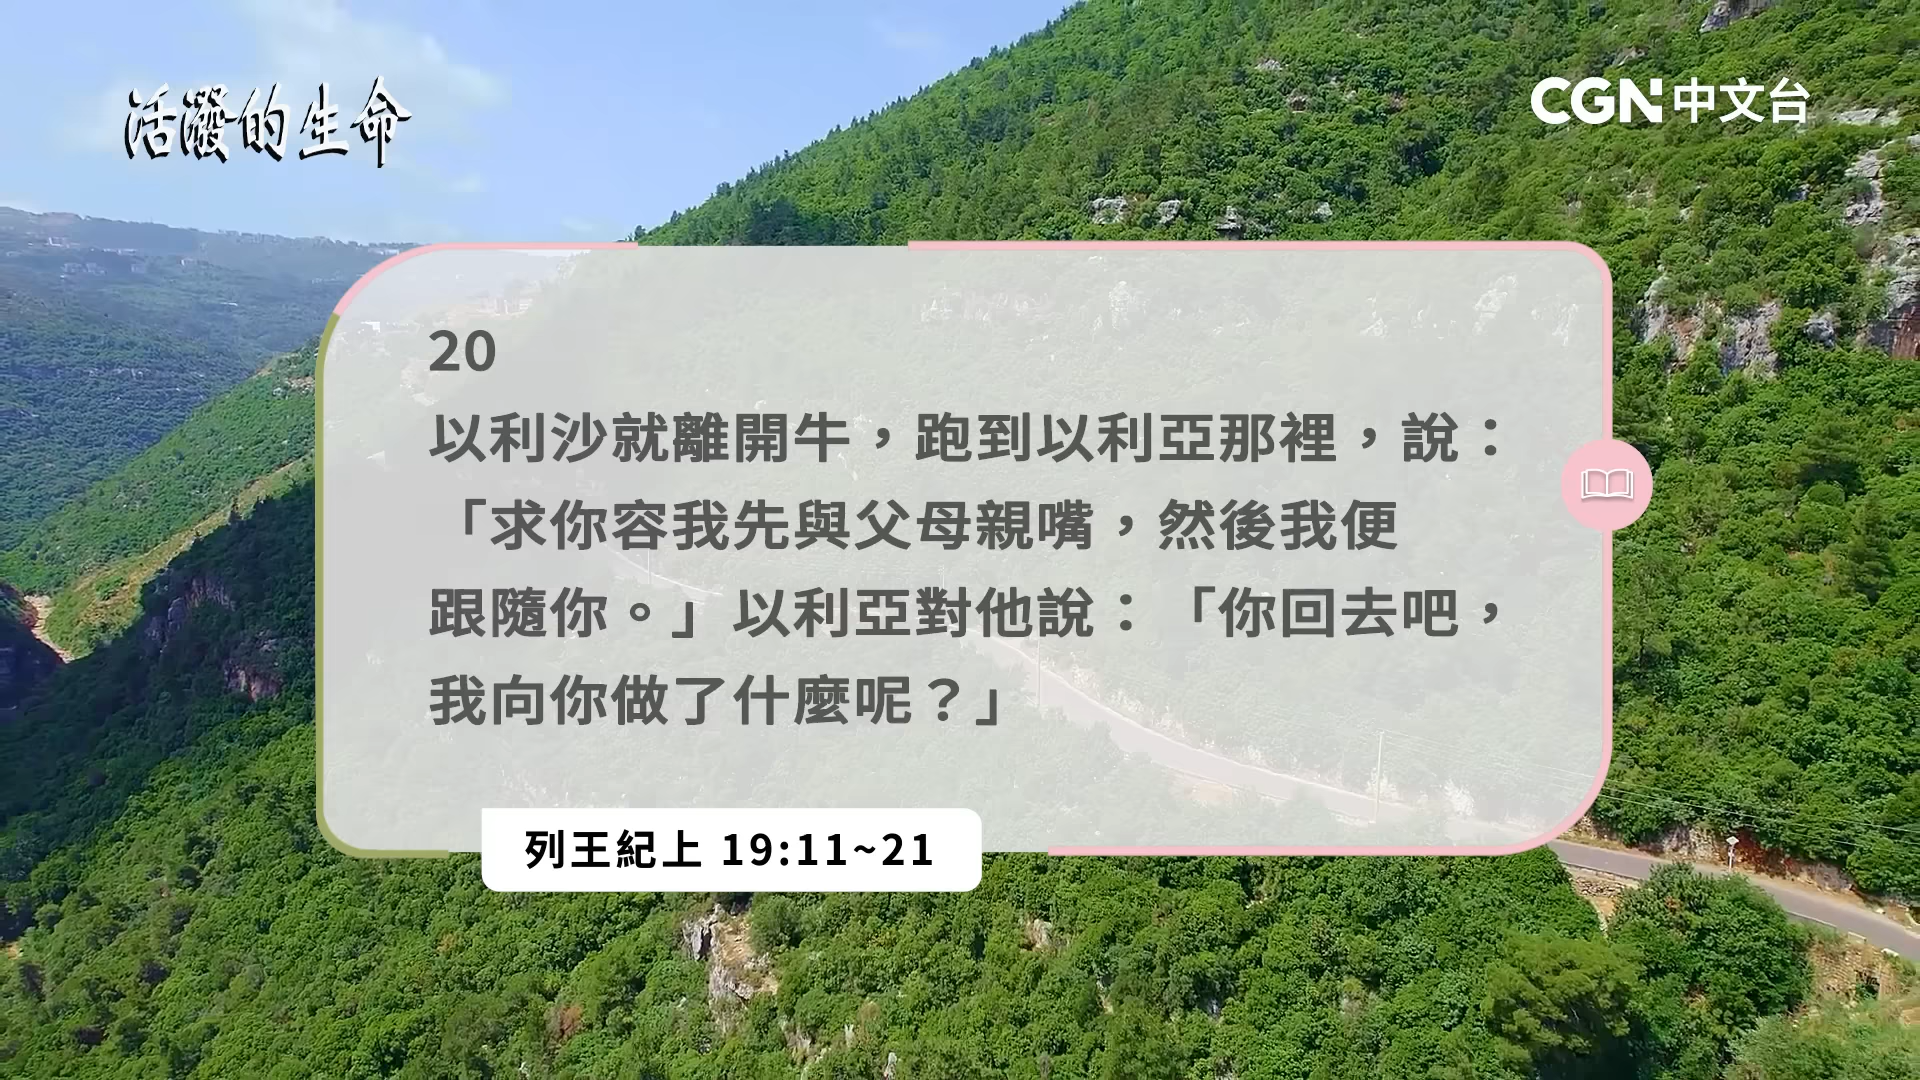 活潑的生命
CGN中文台
20
以利沙就離開牛，跑到以利亞那裡，說：
「求你容我先與父母親嘴，然後我便
跟隨你。」以利亞對他說：「你回去吧，
我向你做了什麼呢？」
列王紀上 19:11~21